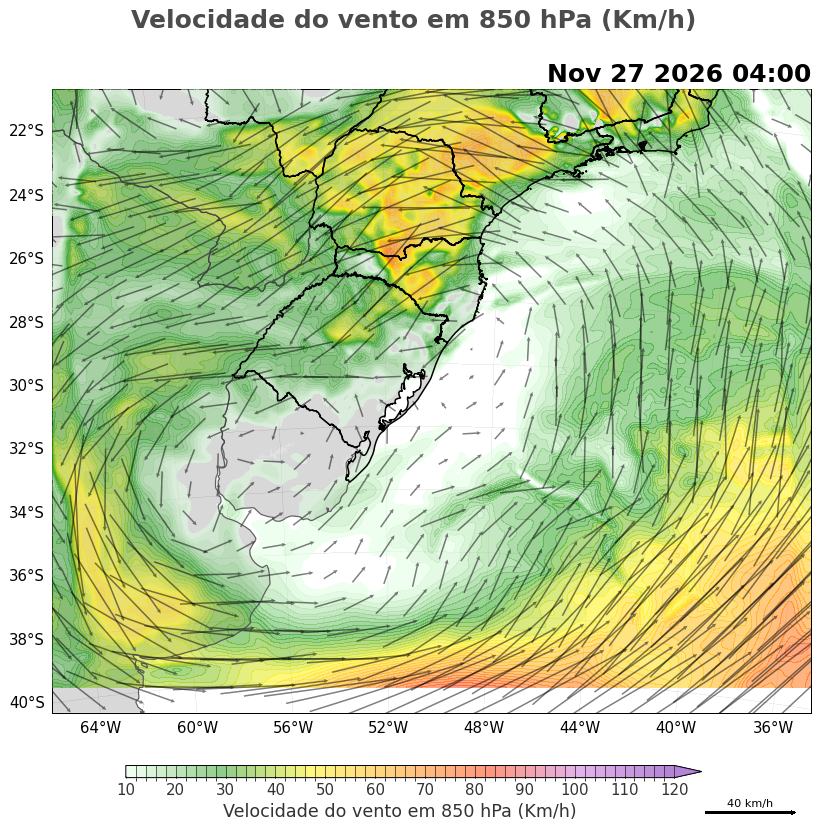 Velocidade do vento em 850 hPa (Km/h)
Nov 27 2026 04:00
22°S
24°S
26°S
28°S
30°S
32°S
34°S
36°S
38°S
40°S
64°W 60°W 56°W 52°W 48°W 44°W 40°W 36°W
10 20 30 40 50 60 70 80 90 100 110 120
Velocidade do vento em 850 hPa (Km/h)
40 km/h